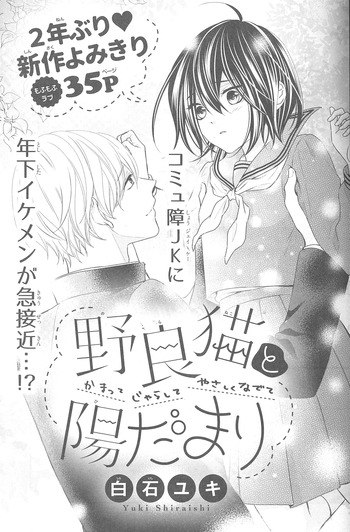 2年ぶり♥
新作よみきり
もふもふ
ラブ
35P
コミュ障JKに
年下イケメンが急接近…!?
野良猫と
かまって じゃらして やさしくなでて
陽だまり
白石ユキ
Yuki Shiraishi